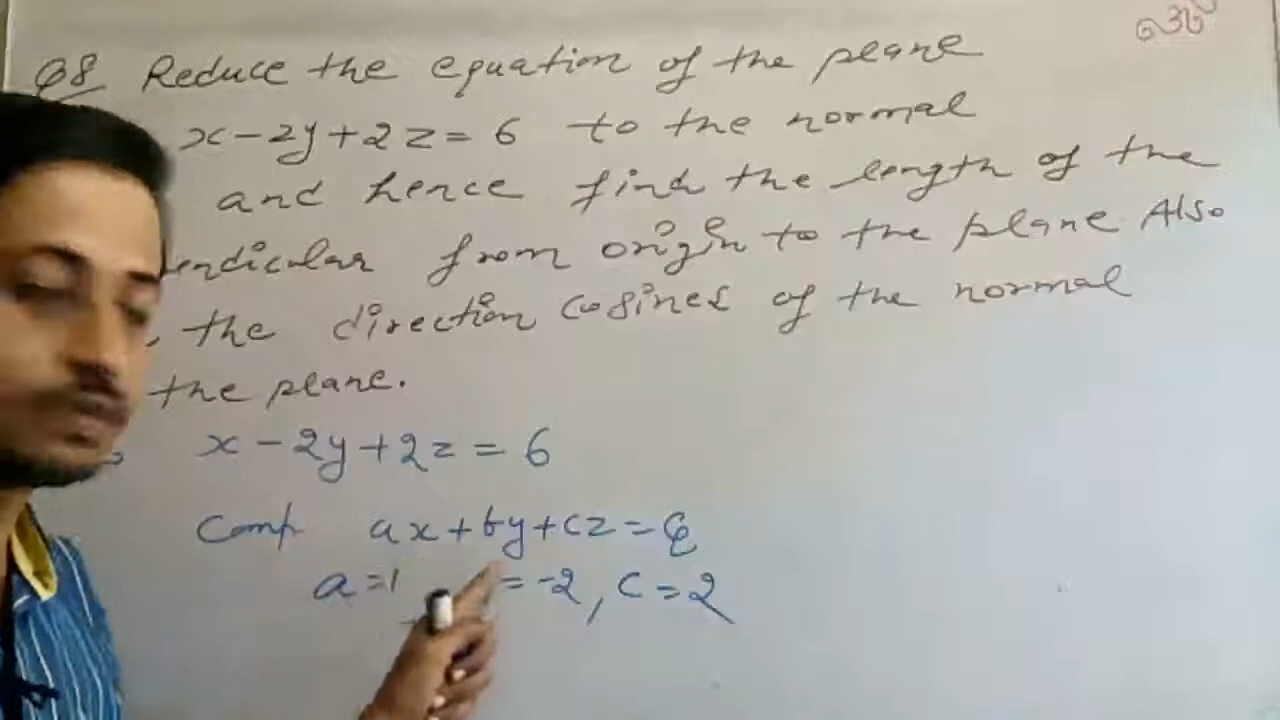 ॐ
Q8 Reduce the equation of the plane
x-2y+2z=6 to the normal
and hence find the length of the
endicular from origin to the plane. Also
the direction cosines of the normal
the plane.
x-2y+2z=6
Comp ax+by+cz=
a=1 =-2, c=2